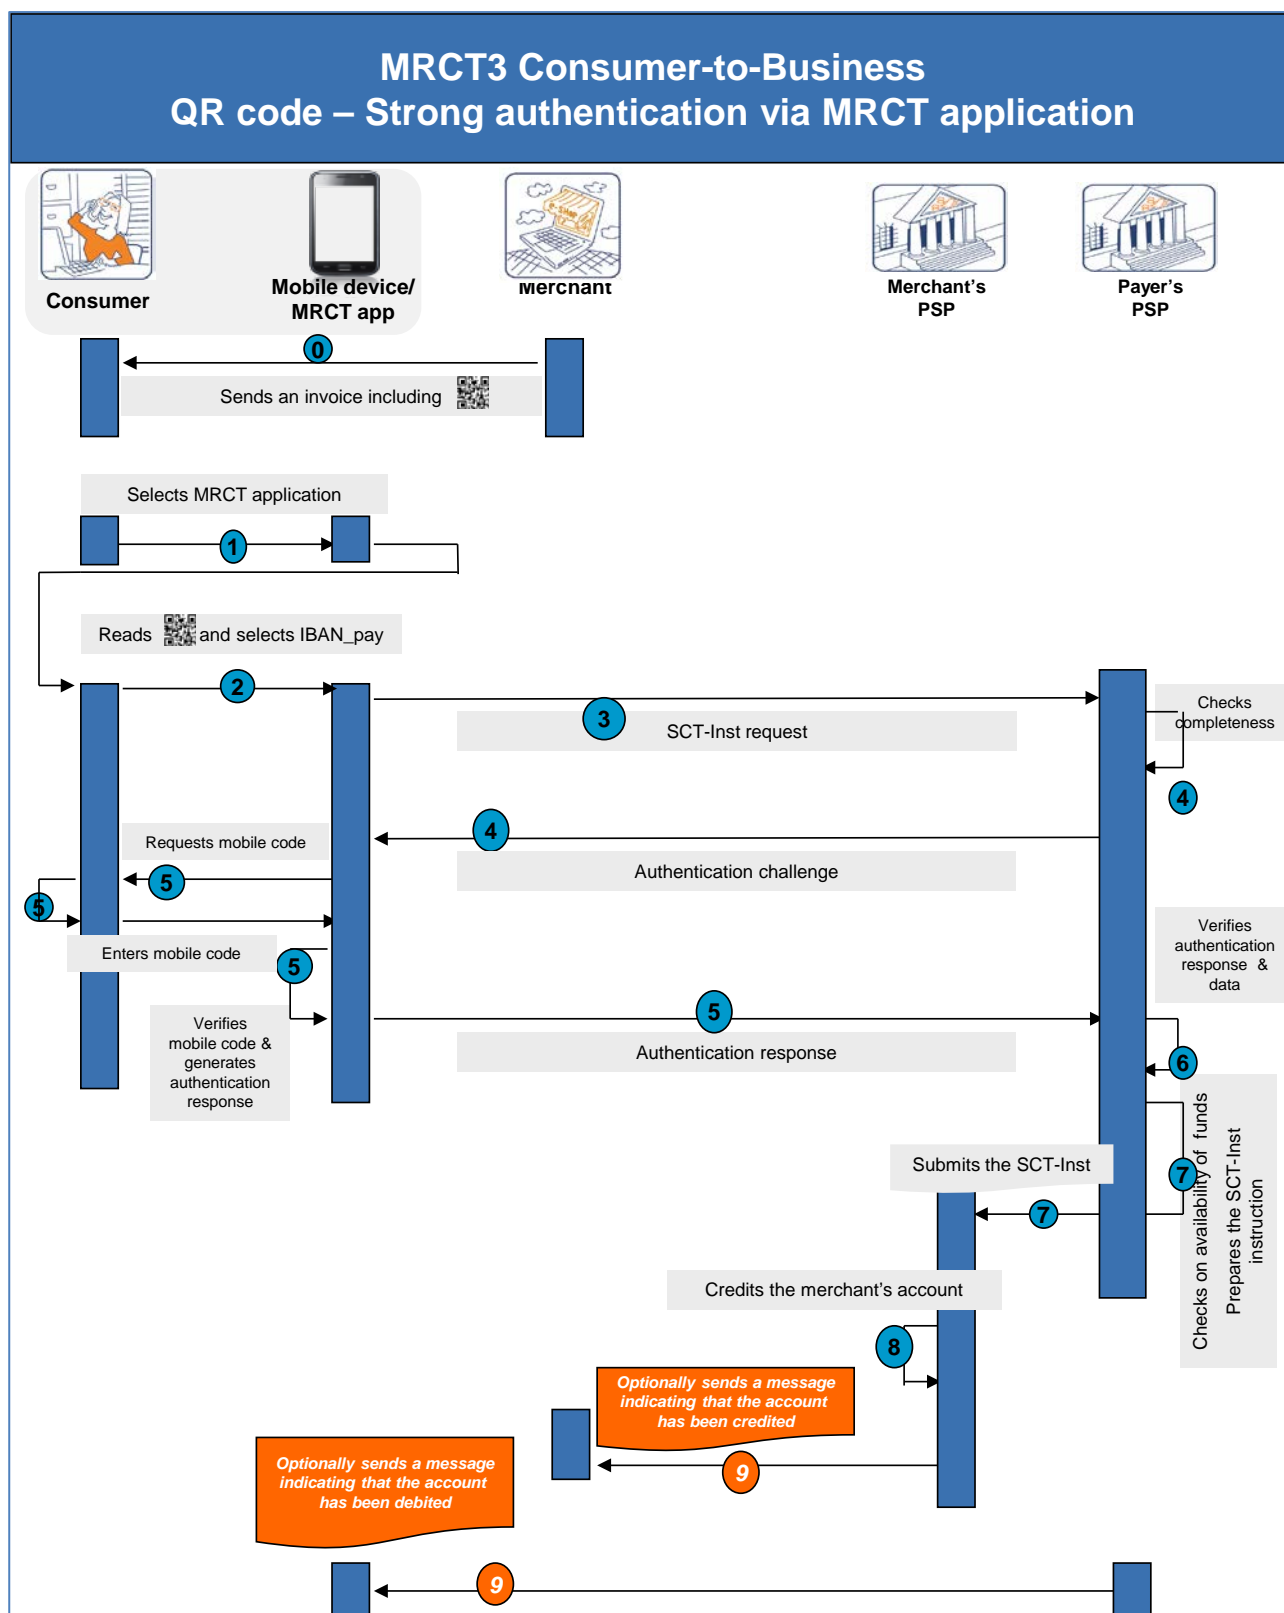 MRCT3 Consumer-to-Business
QR code – Strong authentication via MRCT application
E-SHOP
Consumer
Mobile device/
MRCT app
Merchant
Merchant's
PSP
Payer's
PSP
0
Sends an invoice including
Selects MRCT application
1
Reads and selects IBAN_pay
2
3
SCT-Inst request
Checks
completeness
4
4
Authentication challenge
Requests mobile code
5
5
Enters mobile code
5
Verifies
mobile code &
generates
authentication
response
5
Authentication response
Verifies
authentication
response &
data
6
Checks on availability of funds
Prepares the SCT-Inst
instruction
7
Submits the SCT-Inst
7
Credits the merchant's account
8
Optionally sends a message
indicating that the account
has been credited
9
Optionally sends a message
indicating that the account
has been debited
9